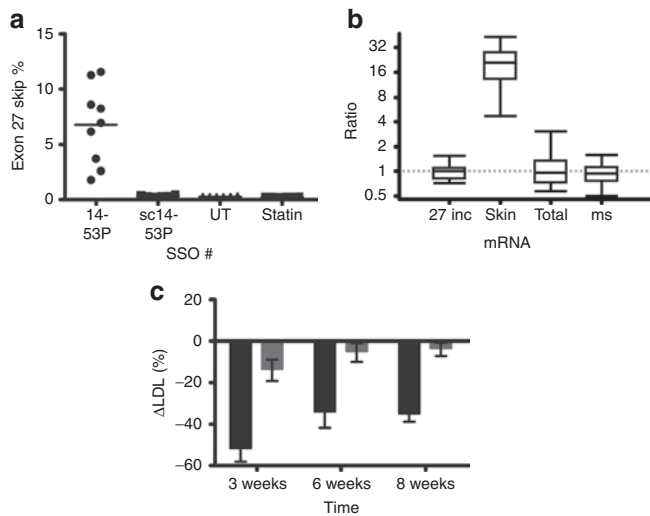 a
Exon 27 skip %
15
10
5
0
14-53P
sc14-53P
UT
Statin
SSO #
b
Ratio
32
16
8
4
2
1
0.5
27 inc
Skin
Total
ms
mRNA
c
ΔLDL (%)
20
0
−20
−40
−60
3 weeks
6 weeks
8 weeks
Time